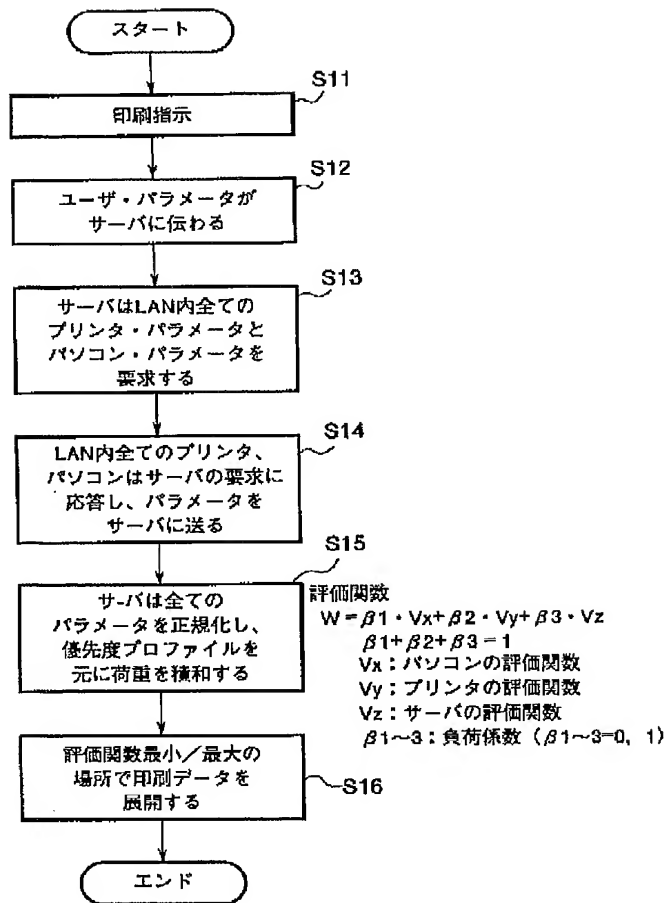 スタート
S11
印刷指示
S12
ユーザ・パラメータが
サーバに伝わる
S13
サーバはLAN内全ての
プリンタ・パラメータと
パソコン・パラメータを
要求する
S14
LAN内全てのプリンタ、
パソコンはサーバの要求に
応答し、パラメータを
サーバに送る
S15
サーバは全ての
パラメータを正規化し、
優先度プロファイルを
元に荷重を積和する
評価関数
W=β1・Vx+β2・Vy+β3・Vz
β1+β2+β3=1
Vx:パソコンの評価関数
Vy:プリンタの評価関数
Vz:サーバの評価関数
β1~3:負荷係数(β1~3=0, 1)
評価関数最小/最大の
場所で印刷データを
展開する
S16
エンド